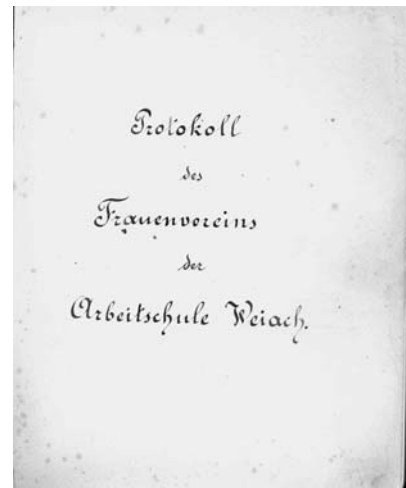 Protokoll
des
Frauenvereins
der
Arbeitschule Weiach.